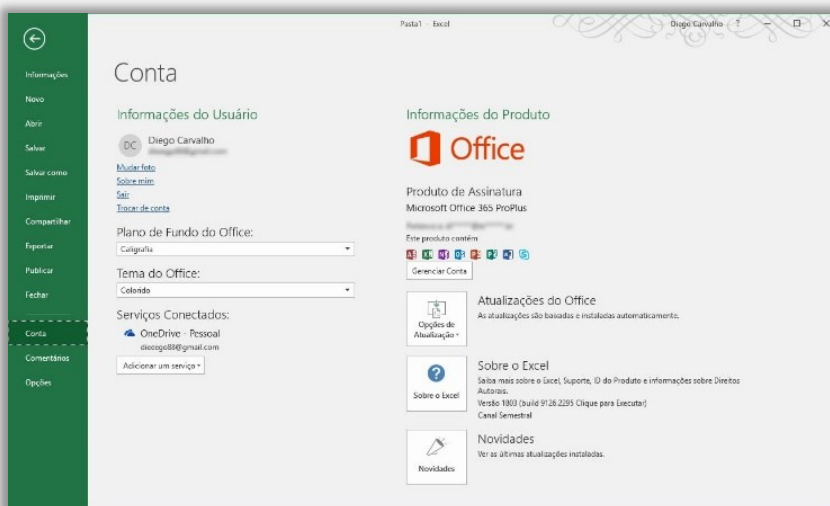 Pasta1 - Excel
Diego Carvalho
?
Informações
Novo
Abrir
Salvar
Salvar como
Imprimir
Compartilhar
Exportar
Publicar
Fechar
Conta
Comentários
Opções
Conta
Informações do Usuário
DC
Diego Carvalho
Mudar foto
Sobre mim
Sair
Trocar de conta
Plano de Fundo do Office:
Caligrafia
Tema do Office:
Colorido
Serviços Conectados:
OneDrive - Pessoal
diecego88@gmail.com
Adicionar um serviço
Informações do Produto
Office
Produto de Assinatura
Microsoft Office 365 ProPlus
Este produto contém
Gerenciar Conta
Opções de
Atualização
Atualizações do Office
As atualizações são baixadas e instaladas automaticamente.
Sobre o Excel
Sobre o Excel
Saiba mais sobre o Excel, Suporte, ID do Produto e informações sobre Direitos
Autorais.
Versão 1803 (build 9126.2295 Clique para Executar)
Canal Semestral
Novidades
Novidades
Ver as últimas atualizações instaladas.